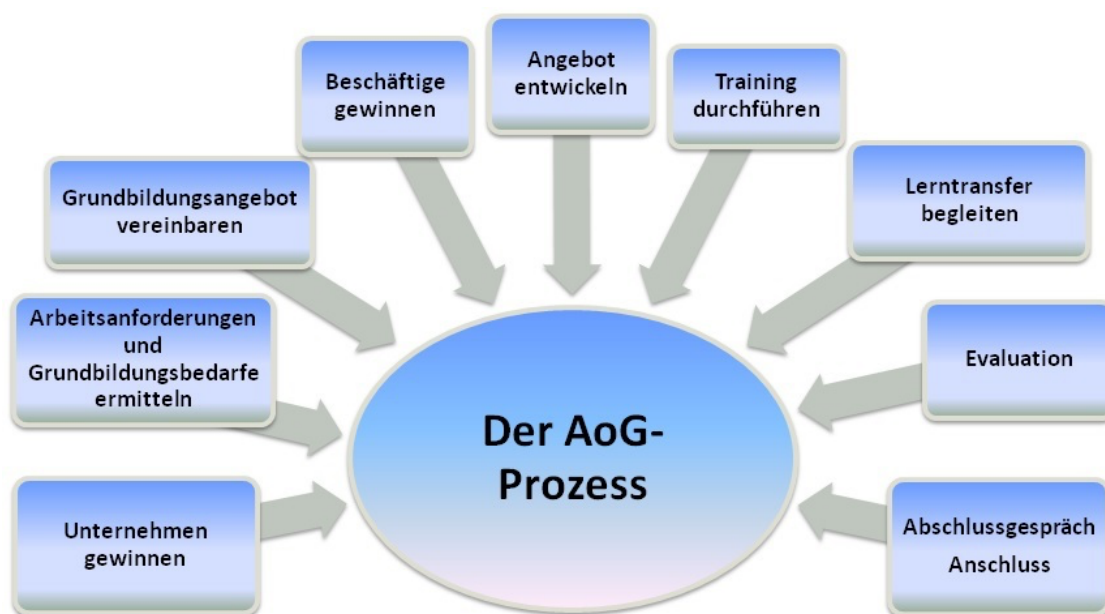 Unternehmen
gewinnen
Arbeitsanforderungen
und
Grundbildungsbedarfe
ermitteln
Grundbildungsangebot
vereinbaren
Beschäftige
gewinnen
Angebot
entwickeln
Training
durchführen
Lerntransfer
begleiten
Evaluation
Abschlussgespräch
Anschluss
Der AoG-
Prozess